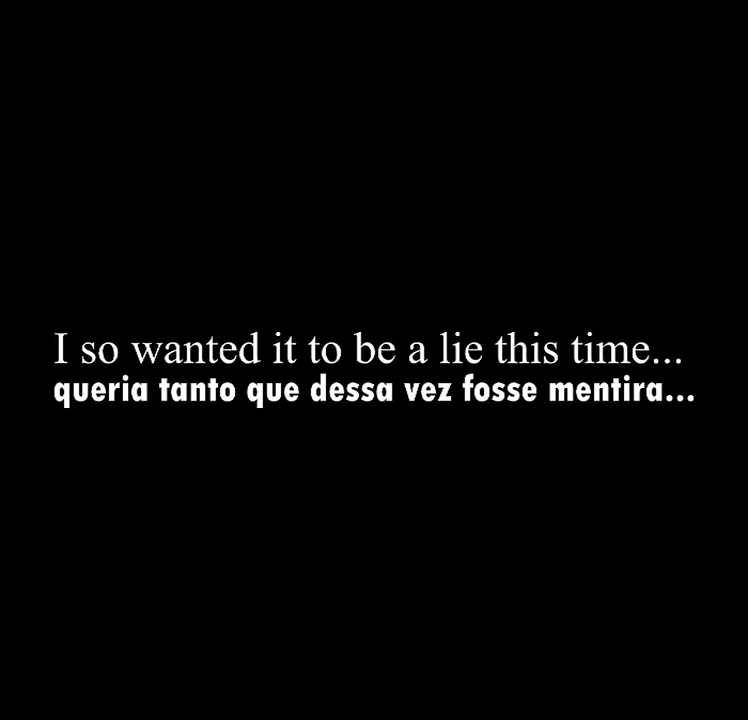 I so wanted it to be a lie this time...
queria tanto que dessa vez fosse mentira...